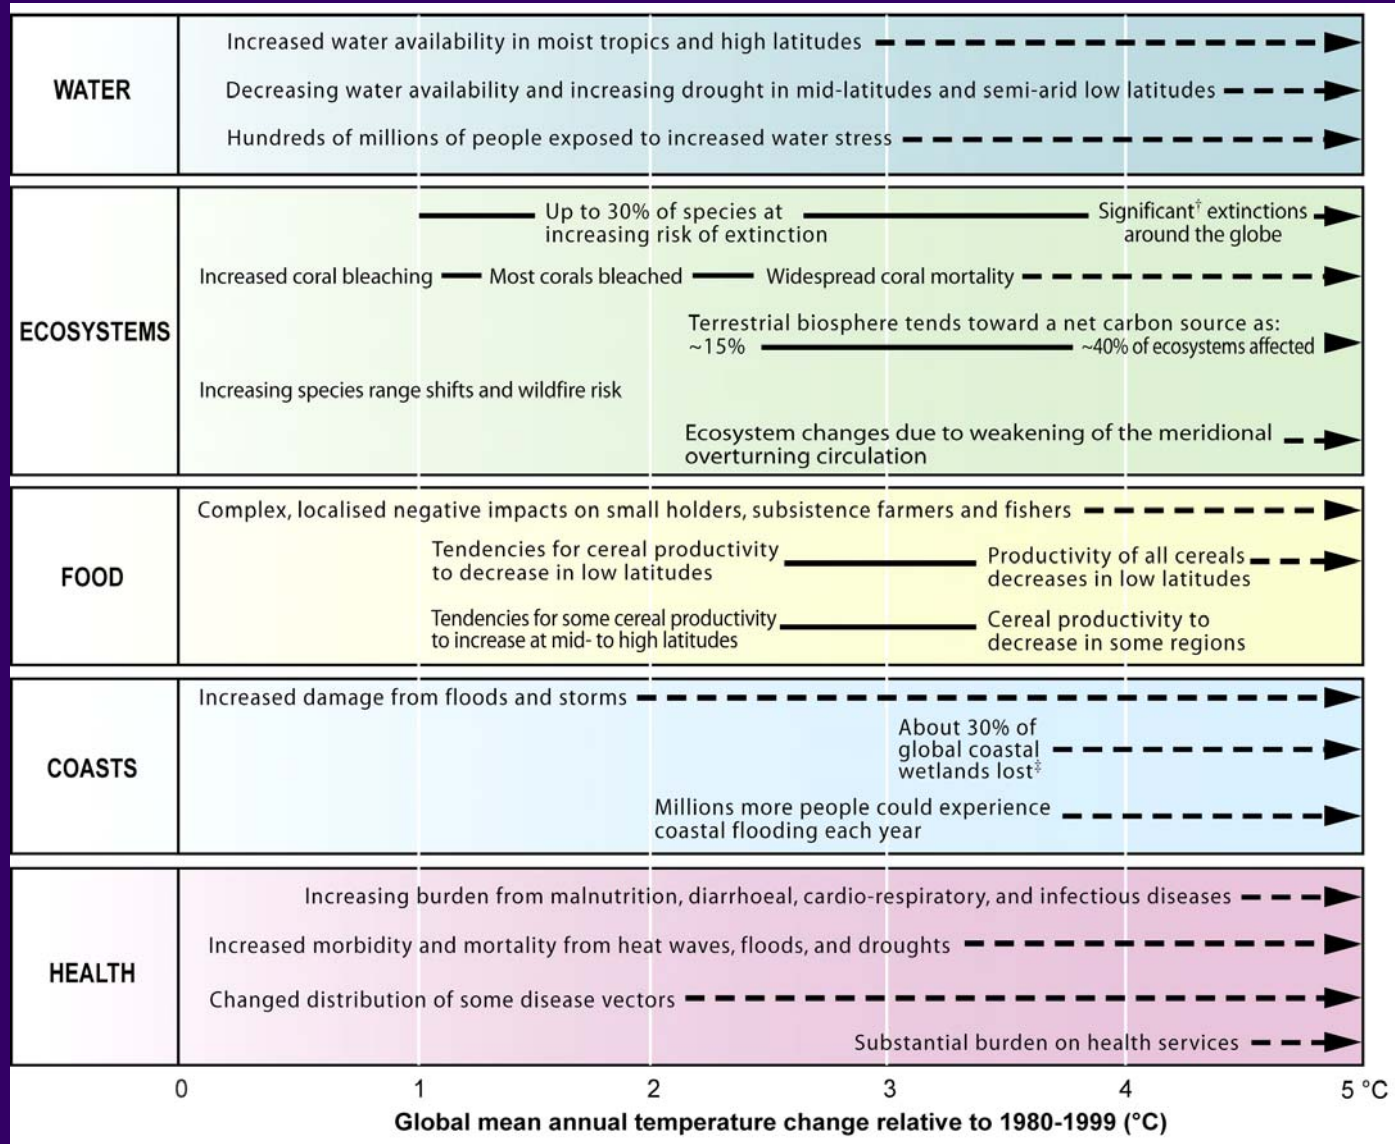 WATER
Increased water availability in moist tropics and high latitudes
Decreasing water availability and increasing drought in mid-latitudes and semi-arid low latitudes
Hundreds of millions of people exposed to increased water stress
ECOSYSTEMS
Up to 30% of species at
increasing risk of extinction
Significant† extinctions
around the globe
Increased coral bleaching
Most corals bleached
Widespread coral mortality
Terrestrial biosphere tends toward a net carbon source as:
~15%
~40% of ecosystems affected
Increasing species range shifts and wildfire risk
Ecosystem changes due to weakening of the meridional
overturning circulation
FOOD
Complex, localised negative impacts on small holders, subsistence farmers and fishers
Tendencies for cereal productivity
to decrease in low latitudes
Productivity of all cereals
decreases in low latitudes
Tendencies for some cereal productivity
to increase at mid- to high latitudes
Cereal productivity to
decrease in some regions
COASTS
Increased damage from floods and storms
About 30% of
global coastal
wetlands lost‡
Millions more people could experience
coastal flooding each year
HEALTH
Increasing burden from malnutrition, diarrhoeal, cardio-respiratory, and infectious diseases
Increased morbidity and mortality from heat waves, floods, and droughts
Changed distribution of some disease vectors
Substantial burden on health services
0 1 2 3 4 5 °C
Global mean annual temperature change relative to 1980-1999 (°C)